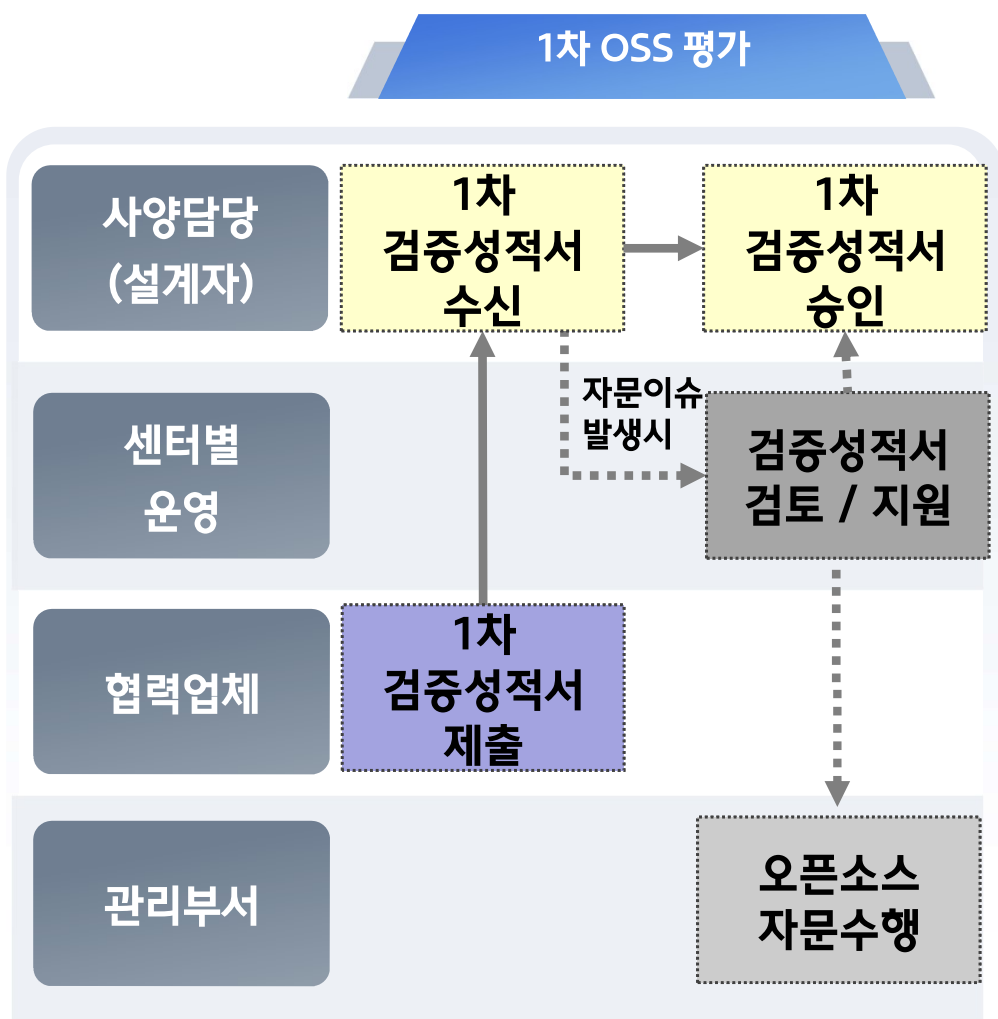 1차 OSS 평가
사양담당
(설계자)
1차
검증성적서
수신
1차
검증성적서
승인
센터별
운영
자문이슈
발생시
검증성적서
검토 / 지원
협력업체
1차
검증성적서
제출
관리부서
오픈소스
자문수행